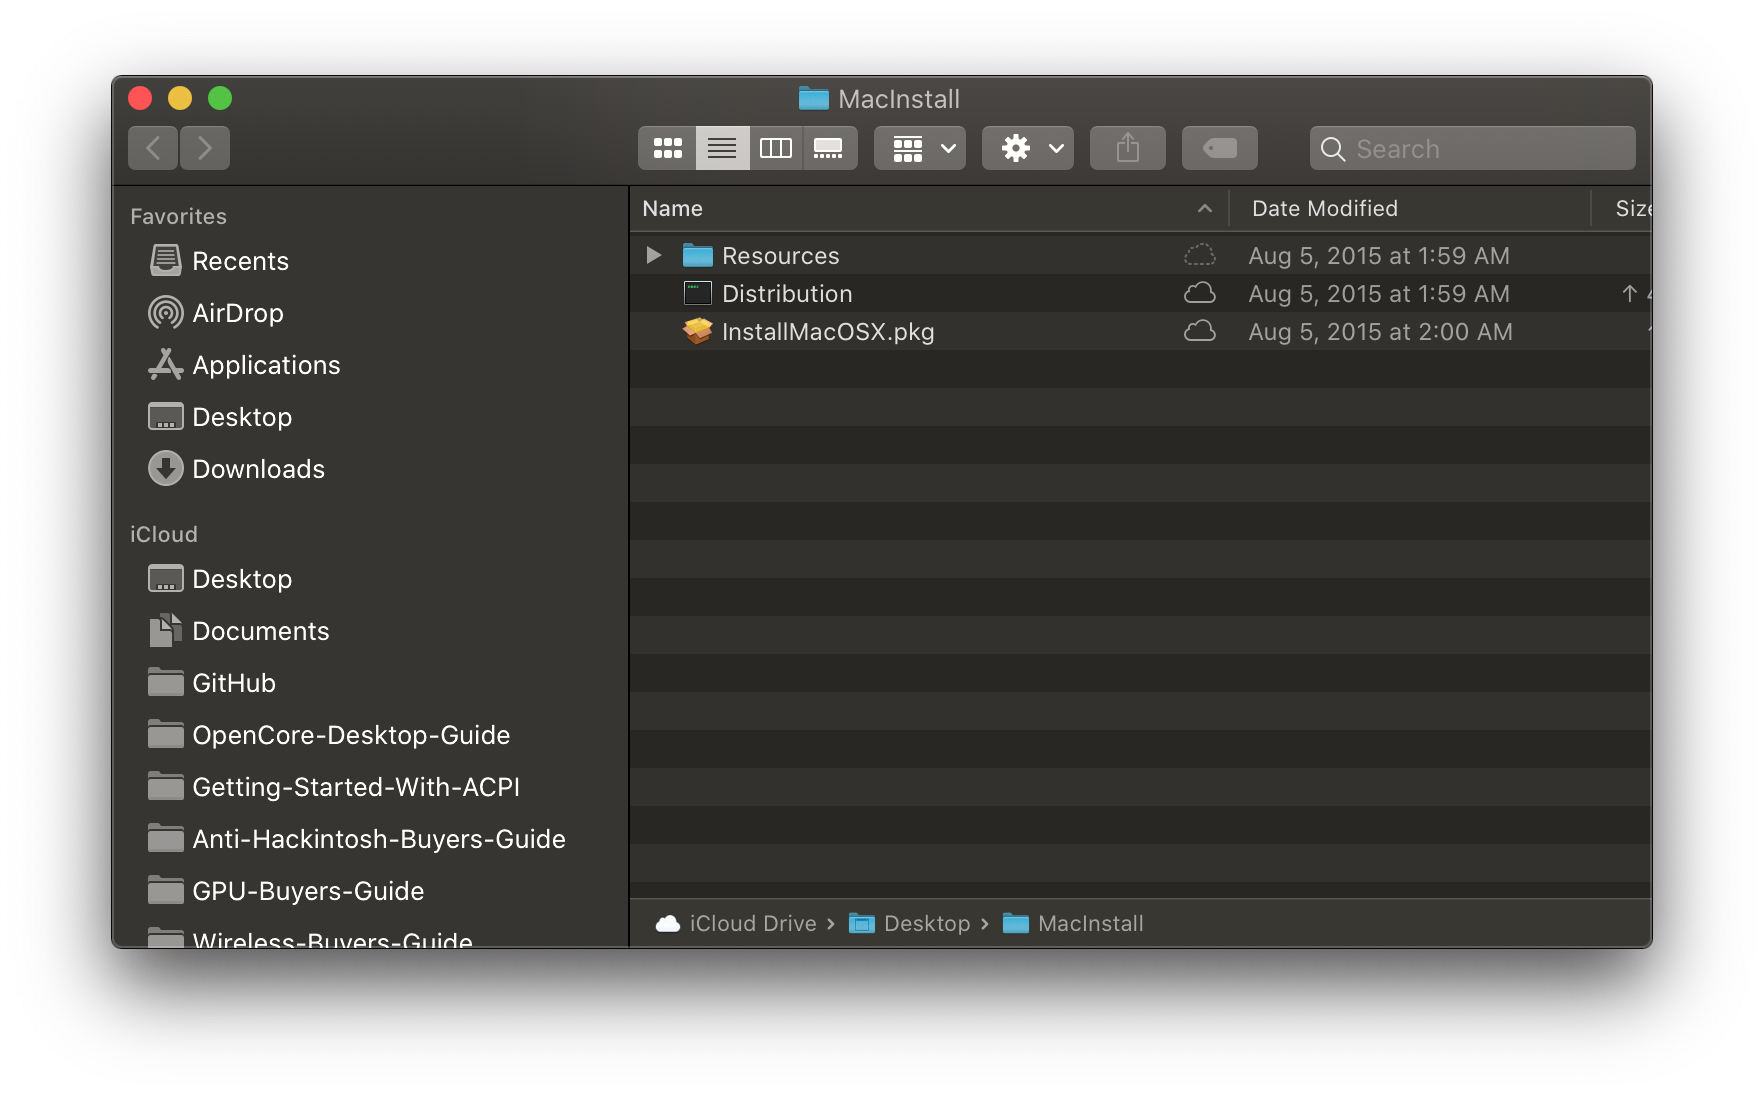 MacInstall
Search
Favorites
Recents
AirDrop
Applications
Desktop
Downloads
iCloud
Desktop
Documents
GitHub
OpenCore-Desktop-Guide
Getting-Started-With-ACPI
Anti-Hackintosh-Buyers-Guide
GPU-Buyers-Guide
Wireless-Buyers-Guide
Name Date Modified Size
Resources Aug 5, 2015 at 1:59 AM
Distribution Aug 5, 2015 at 1:59 AM
InstallMacOSX.pkg Aug 5, 2015 at 2:00 AM
iCloud Drive › Desktop › MacInstall